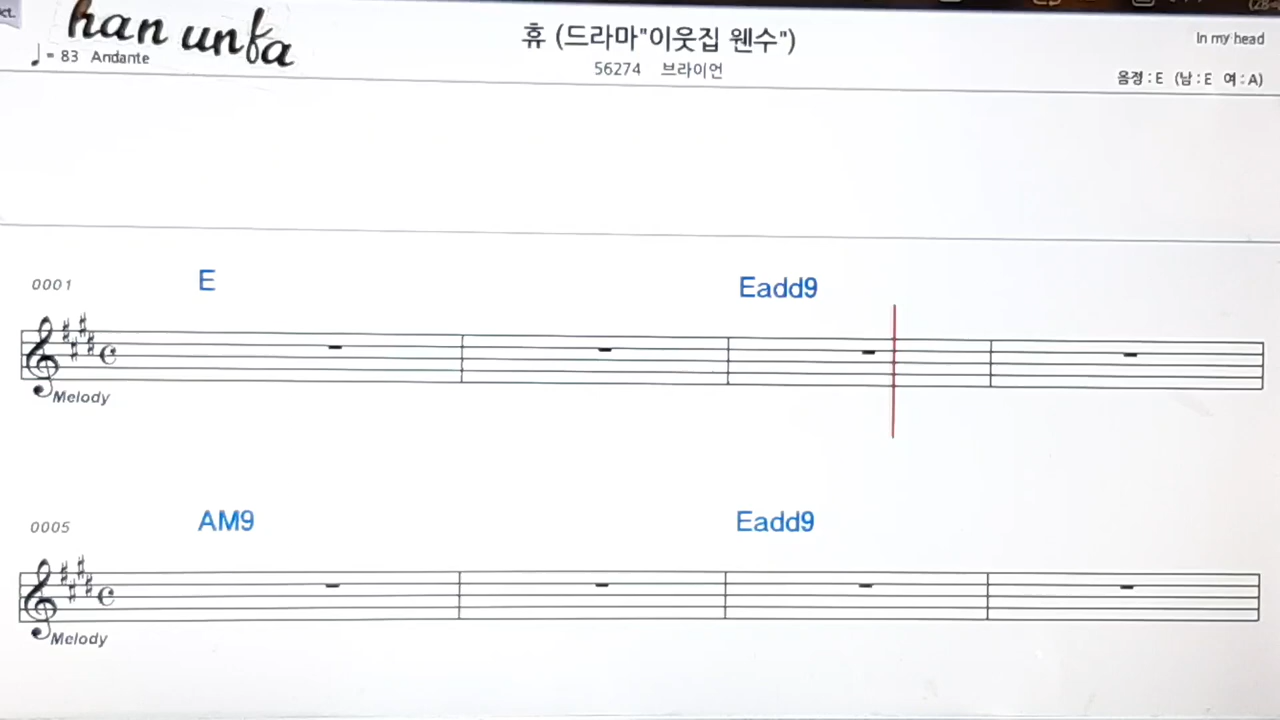 han unfa
♩= 83 Andante
휴 (드라마"이웃집 웬수")
56274 브라이언
In my head
음정 : E (남 : E 여 : A)
0001
E
Eadd9
Melody
0005
AM9
Eadd9
Melody